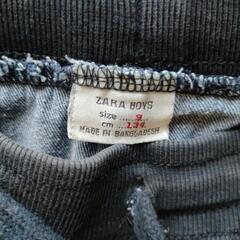 ZARA BOYS
size ... 9
cm ... 134
MADE IN BANGLADESH